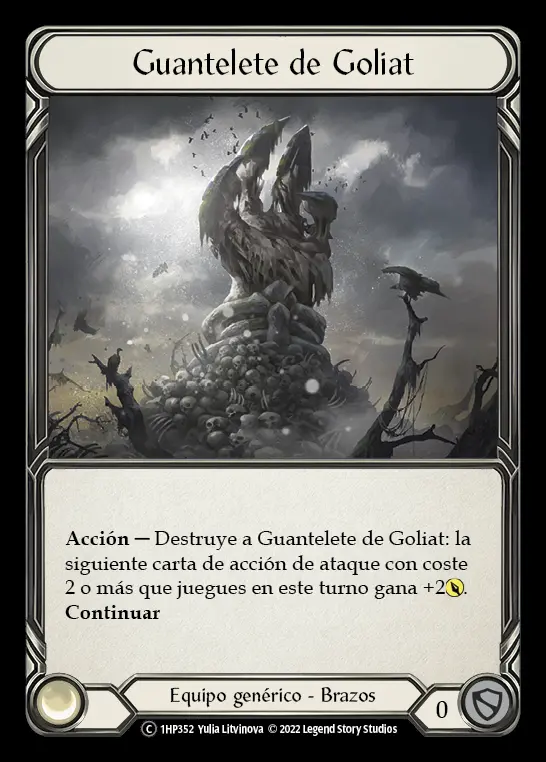 Guantelete de Goliat
Acción — Destruye a Guantelete de Goliat: la
siguiente carta de acción de ataque con coste
2 o más que juegues en este turno gana +2.
Continuar
Equipo genérico - Brazos
0
C 1HP352 Yulia Litvinova © 2022 Legend Story Studios